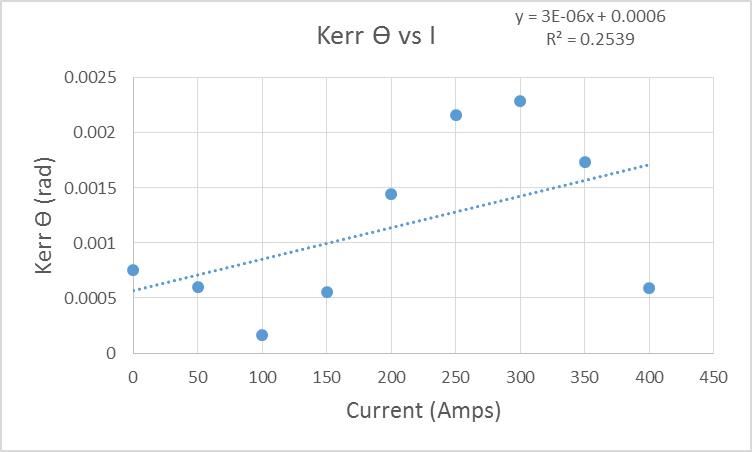 Kerr ϴ vs I
y = 3E-06x + 0.0006
R² = 0.2539
Kerr ϴ (rad)
0.0025
0.002
0.0015
0.001
0.0005
0
0 50 100 150 200 250 300 350 400 450
Current (Amps)